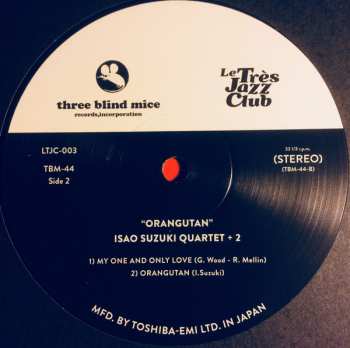 three blind mice
records,incorporation
Le Très
Jazz
Club
LTJC-003
TBM-44
Side 2
33 1/3 r.p.m.
(STEREO)
(TBM-44-B)
“ORANGUTAN”
ISAO SUZUKI QUARTET + 2
1) MY ONE AND ONLY LOVE (G. Wood - R. Mellin)
2) ORANGUTAN (I.Suzuki)
MFD. BY TOSHIBA-EMI LTD. IN JAPAN